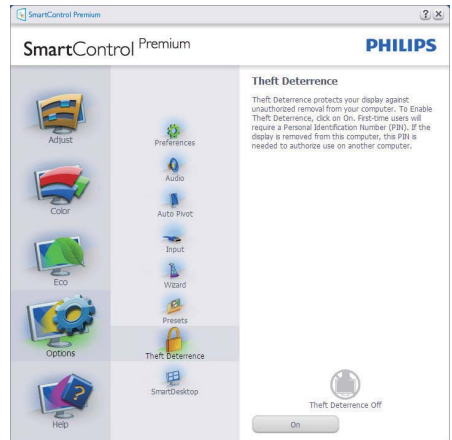 SmartControl Premium
SmartControl Premium
PHILIPS
Adjust
Color
Eco
Options
Help
Preferences
Audio
Auto Pivot
Input
Wizard
Presets
Theft Deterrence
SmartDesktop
Theft Deterrence
Theft Deterrence protects your display against
unauthorized removal from your computer. To Enable
Theft Deterrence, click on On. First-time users will
require a Personal Identification Number (PIN). If the
display is removed from this computer, this PIN is
needed to authorize use on another computer.
Theft Deterrence Off
On